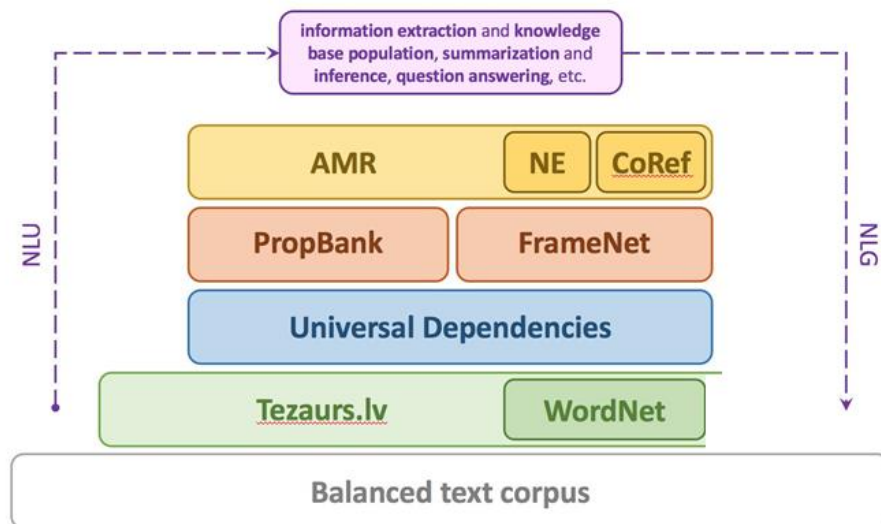 information extraction and knowledge
base population, summarization and
inference, question answering, etc.
AMR
NE
CoRef
PropBank
FrameNet
NLU
NLG
Universal Dependencies
Tezaurs.lv
WordNet
Balanced text corpus